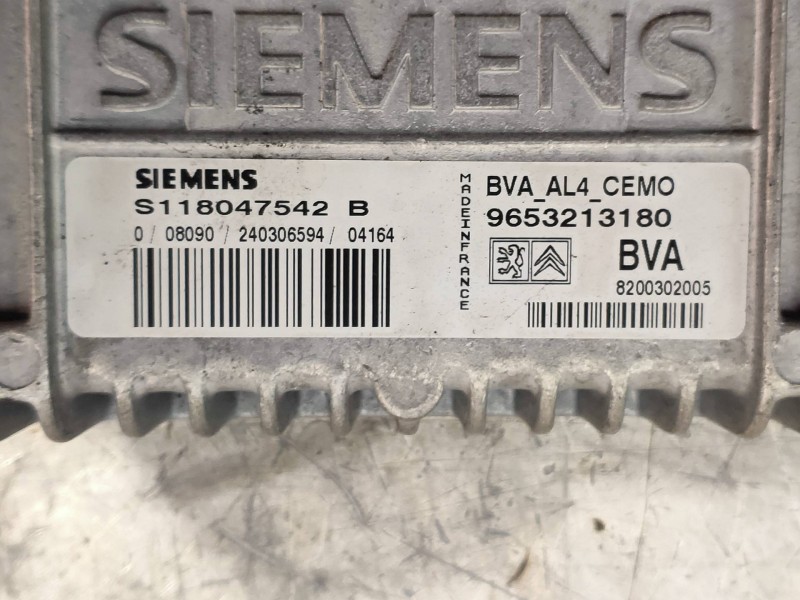 SIEMENS
SIEMENS
S118047542 B
0 / 08090 / 240306594 / 04164
MADEINFRANCE
BVA_AL4_CEMO
9653213180
BVA
8200302005